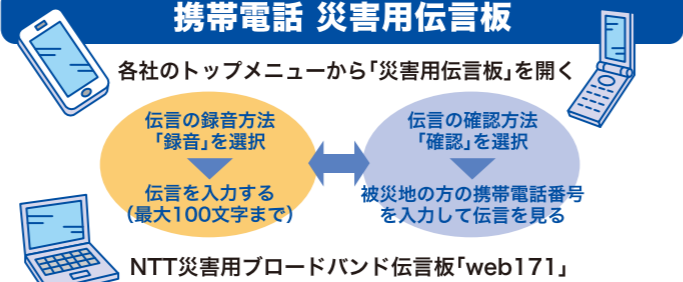 携帯電話 災害用伝言板
各社のトップメニューから「災害用伝言板」を開く
伝言の録音方法
「録音」を選択
伝言を入力する
(最大100文字まで)
伝言の確認方法
「確認」を選択
被災地の方の携帯電話番号
を入力して伝言を見る
NTT災害用ブロードバンド伝言板「web171」